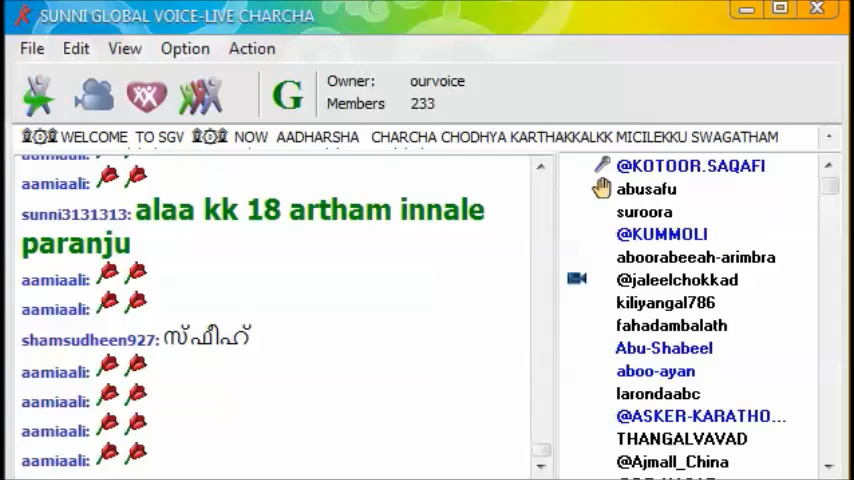 SUNNI GLOBAL VOICE-LIVE CHARCHA
File Edit View Option Action
G
Owner: ourvoice
Members 233
WELCOME TO SGV NOW AADHARSHA CHARCHA CHODHYA KARTHAKKALKK MICILEKKU SWAGATHAM
aamiaali:
aamiaali:
sunni3131313: alaa kk 18 artham innale
paranju
aamiaali:
aamiaali:
shamsudheen927: സ്ഫീഹ്
aamiaali:
aamiaali:
aamiaali:
aamiaali:
@KOTOOR.SAQAFI
abusafu
suroora
@KUMMOLI
aboorabeeah-arimbra
@jaleelchokkad
kiliyangal786
fahadambalath
Abu-Shabeel
aboo-ayan
larondaabc
@ASKER-KARATHO...
THANGALVAVAD
@Ajmall_China